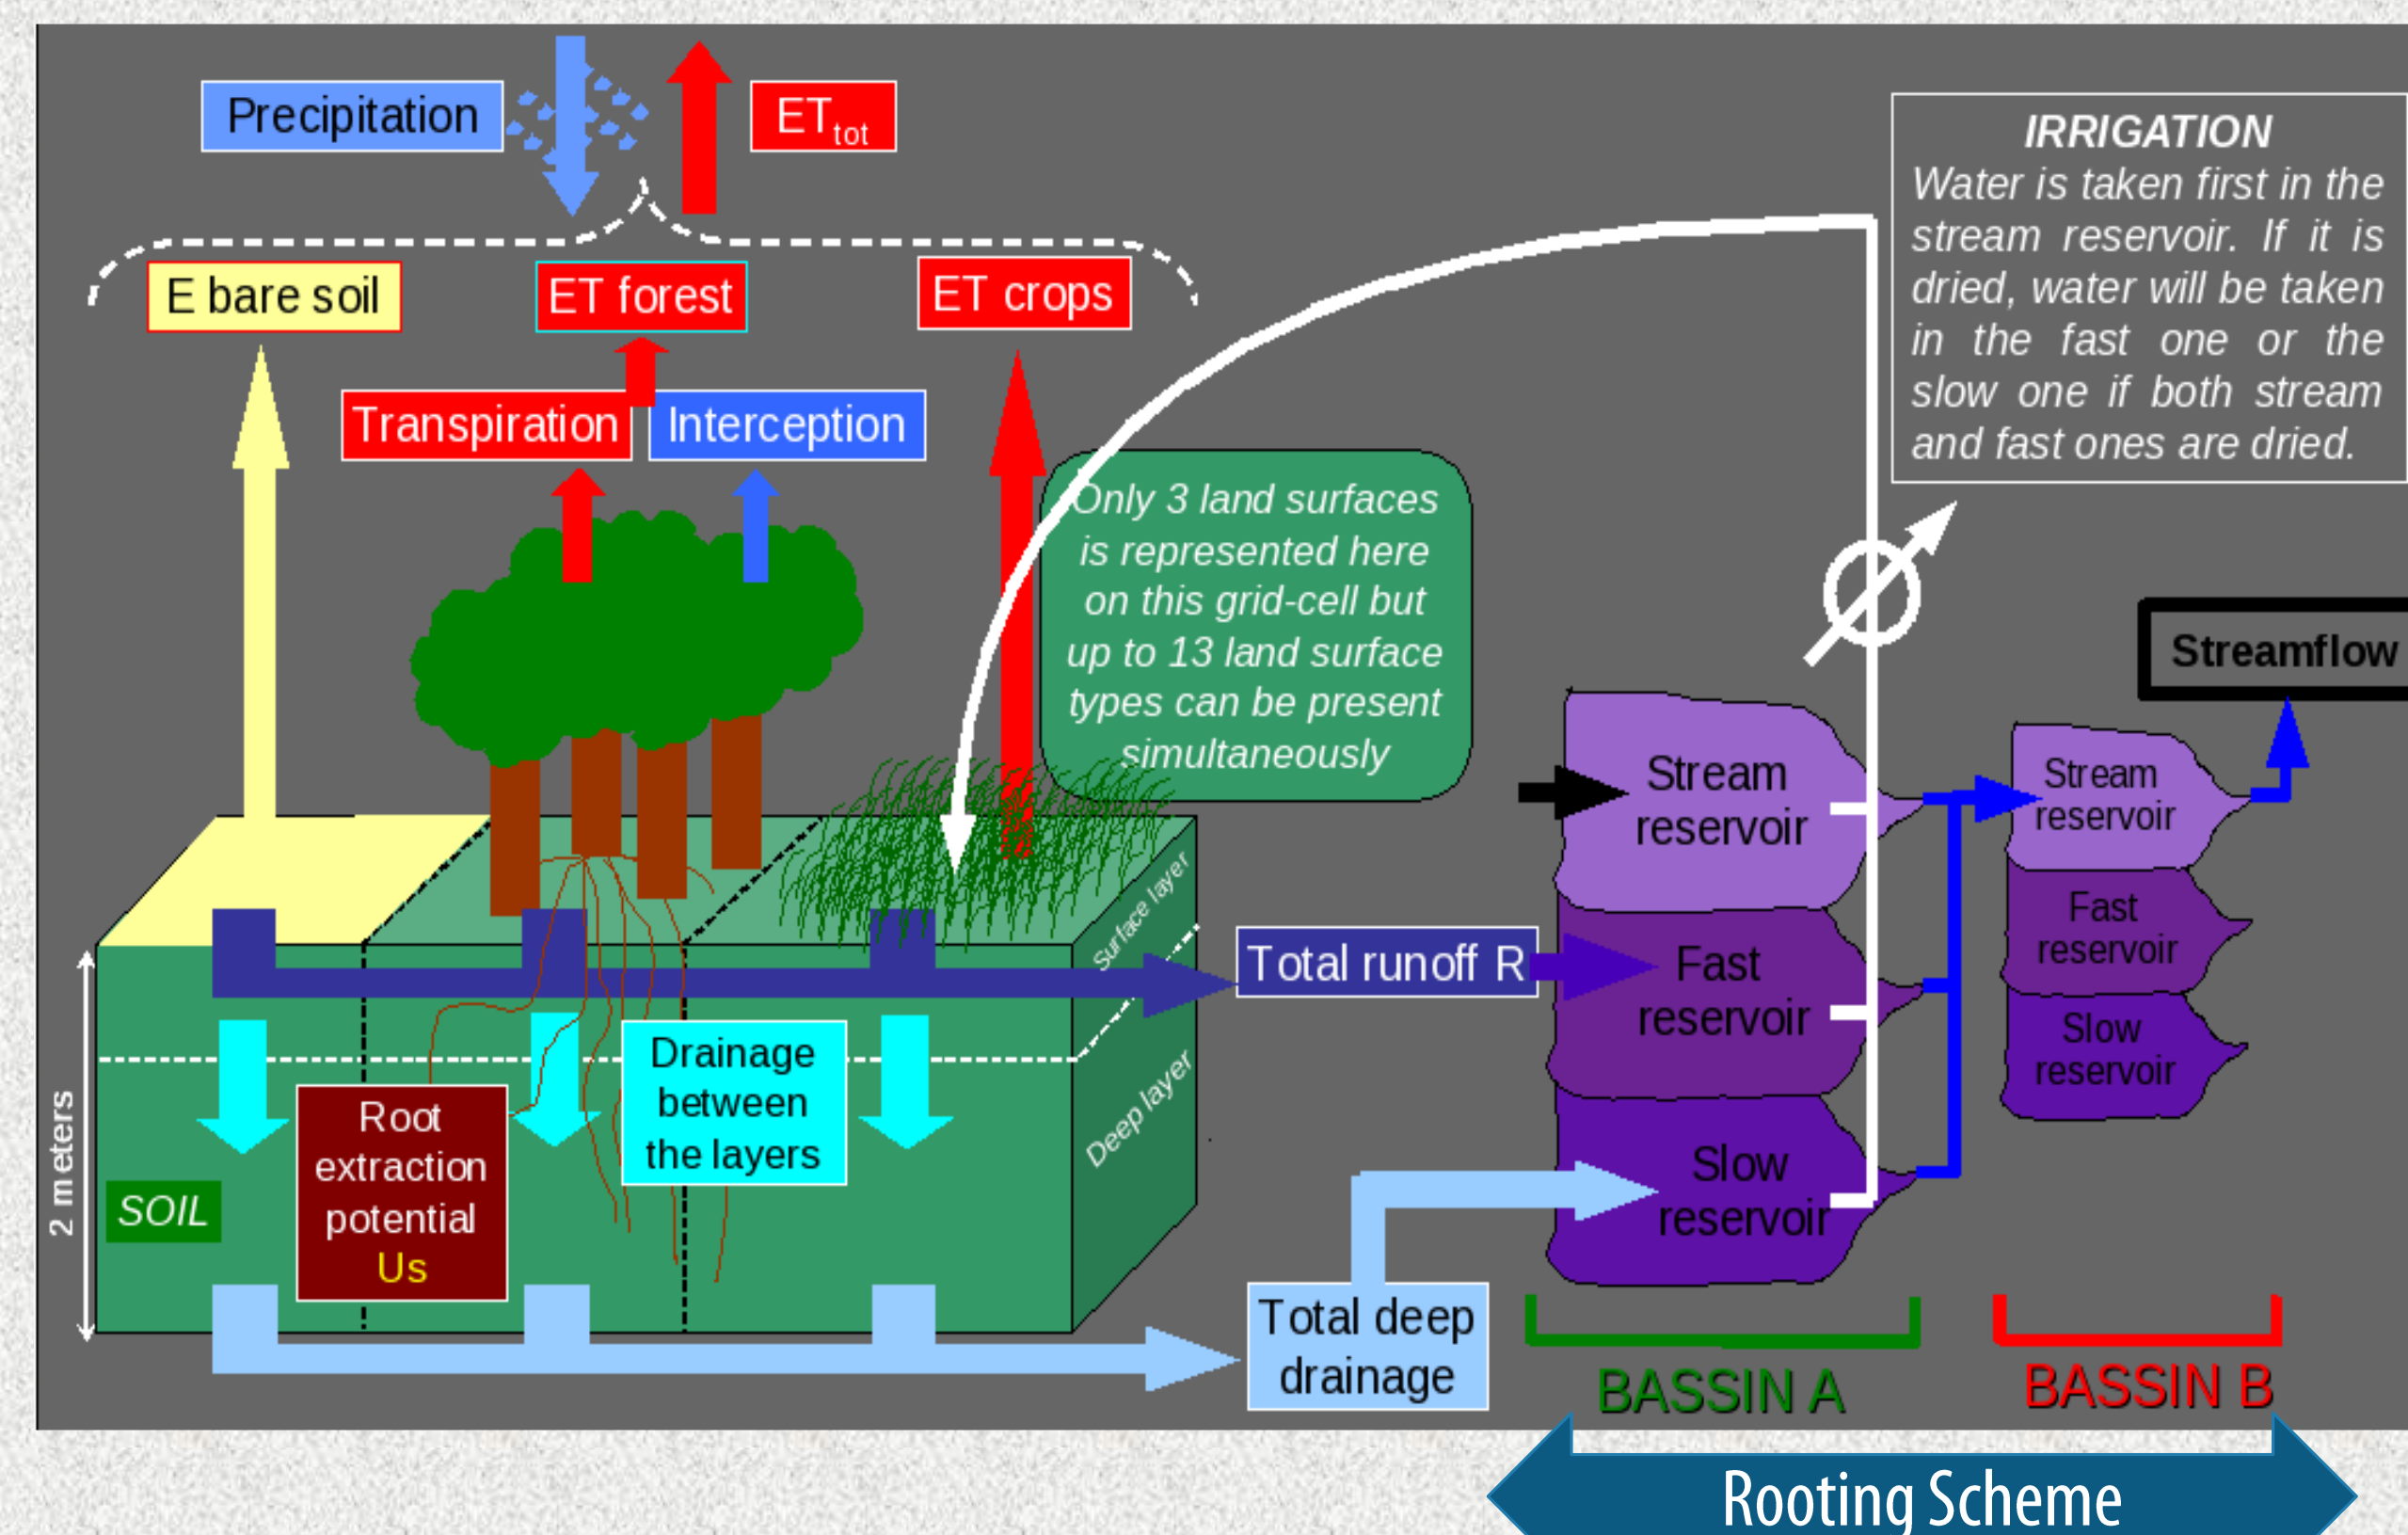 Precipitation
ETtot
E bare soil
ET forest
ET crops
Transpiration
Interception
IRRIGATION
Water is taken first in the
stream reservoir. If it is
dried, water will be taken
in the fast one or the
slow one if both stream
and fast ones are dried.
Only 3 land surfaces
is represented here
on this grid-cell but
up to 13 land surface
types can be present
simultaneously
Streamflow
Stream
reservoir
Fast
reservoir
Slow
reservoir
Stream
reservoir
Fast
reservoir
Slow
reservoir
Surface layer
Deep layer
Total runoff R
Drainage
between
the layers
Root
extraction
potential
Us
2 meters
SOIL
Total deep
drainage
BASSIN A
BASSIN B
Rooting Scheme